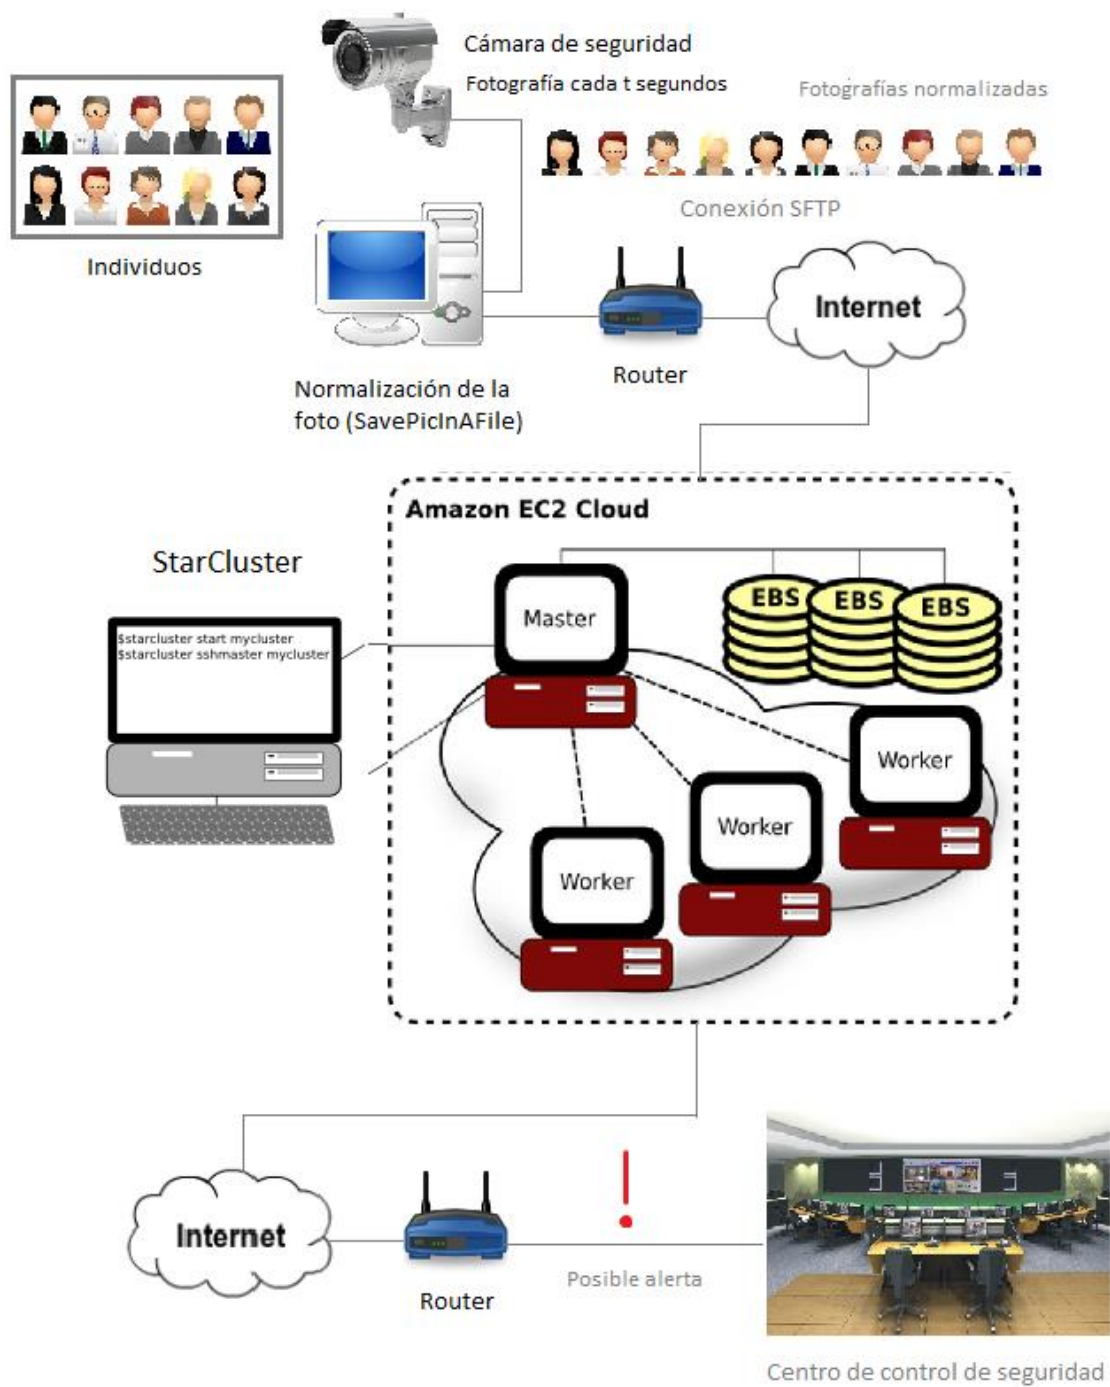 Cámara de seguridad
Fotografía cada t segundos
Fotografías normalizadas
Conexión SFTP
Individuos
Internet
Router
Normalización de la
foto (SavePicInAFile)
Amazon EC2 Cloud
StarCluster
EBS
EBS
EBS
Master
$starcluster start mycluster
$starcluster sshmaster mycluster
Worker
Worker
Worker
Internet
Router
!
Posible alerta
Centro de control de seguridad